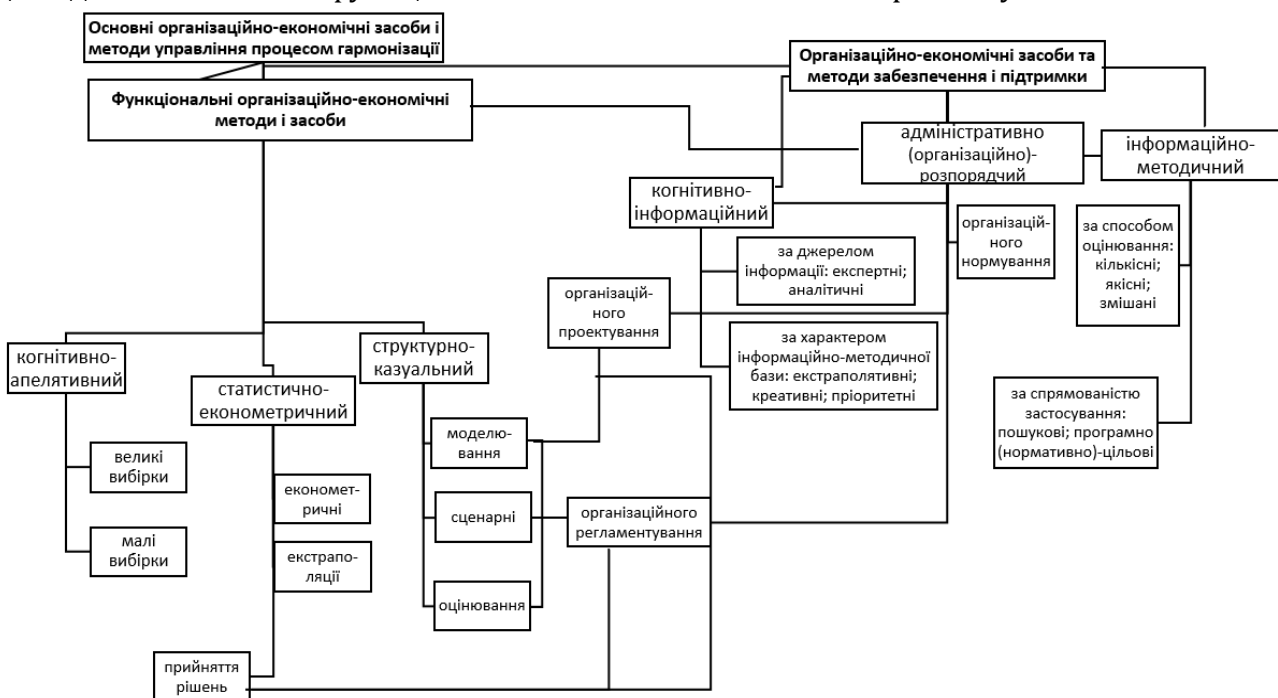 Основні організаційно-економічні засоби і
методи управління процесом гармонізації
Організаційно-економічні засоби та
методи забезпечення і підтримки
Функціональні організаційно-економічні
методи і засоби
адміністративно
(організаційно)-
розпорядчий
інформаційно-
методичний
когнітивно-
інформаційний
організацій-
ного
нормування
за способом
оцінювання:
кількісні;
якісні;
змішані
за джерелом
інформації: експертні;
аналітичні
організацій-
ного
проектування
за характером
інформаційно-методичної
бази: екстраполятивні;
креативні; пріоритетні
когнітивно-
апелятивний
структурно-
казуальний
статистично-
економетричний
за спрямованістю
застосування:
пошукові; програмно
(нормативно)-цільові
моделю-
вання
великі
вибірки
економет-
ричні
сценарні
організаційного
регламентування
малі
вибірки
екстрапо-
ляції
оцінювання
прийняття
рішень